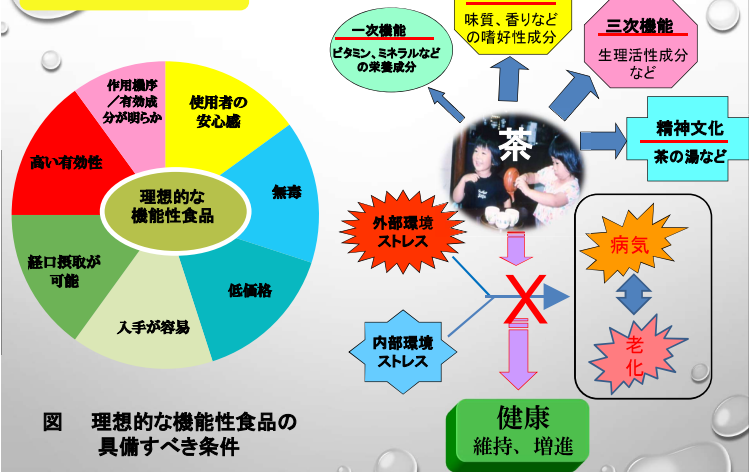 作用機序
／有効成
分が明らか
使用者の
安心感
高い有効性
無毒
理想的な
機能性食品
経口摂取が
可能
低価格
入手が容易
図　理想的な機能性食品の
具備すべき条件
一次機能
ビタミン、ミネラルなど
の栄養成分
味質、香りなど
の嗜好性成分
三次機能
生理活性成分
など
精神文化
茶の湯など
茶
外部環境
ストレス
内部環境
ストレス
X
病気
老
化
健康
維持、増進